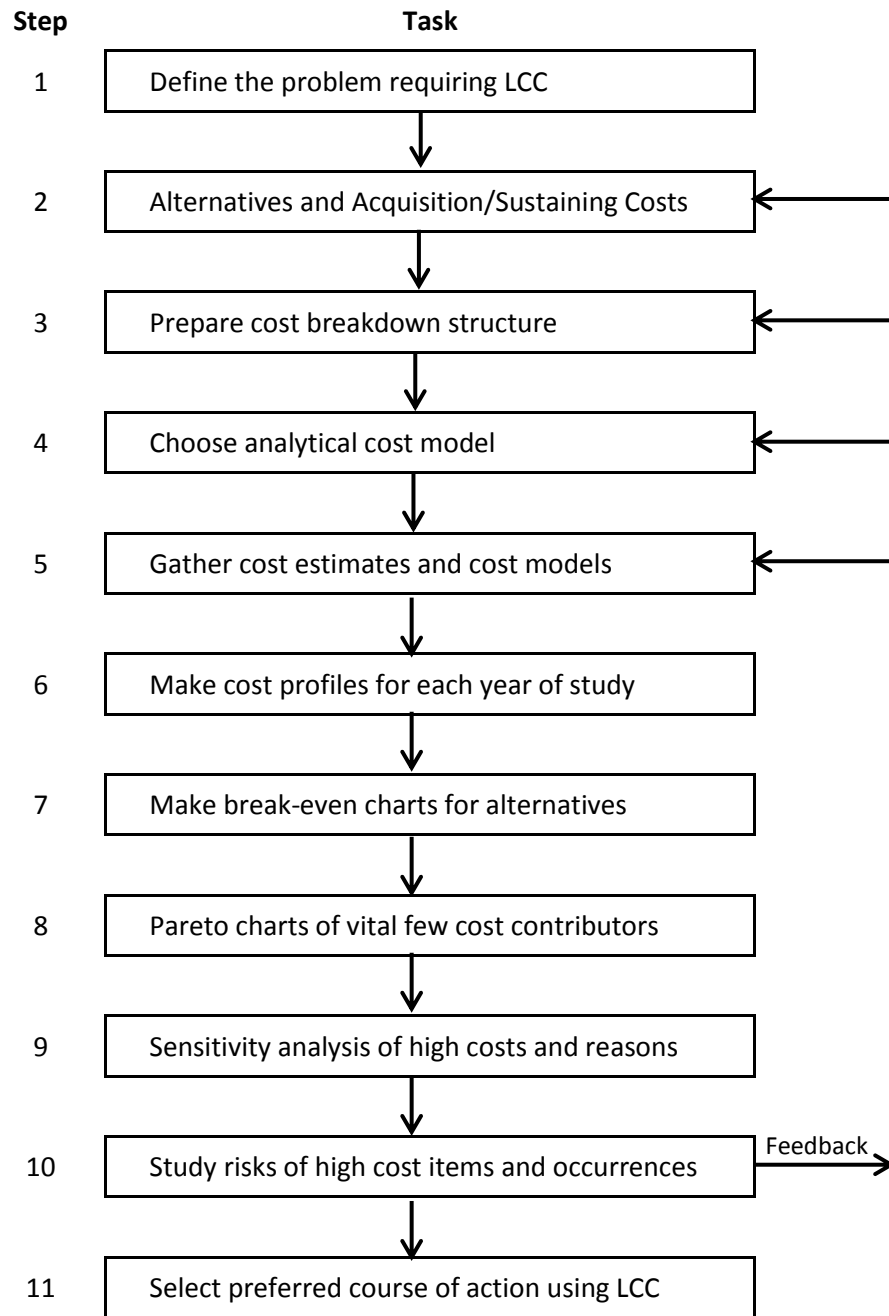 Step Task
1 Define the problem requiring LCC
2 Alternatives and Acquisition/Sustaining Costs
3 Prepare cost breakdown structure
4 Choose analytical cost model
5 Gather cost estimates and cost models
6 Make cost profiles for each year of study
7 Make break-even charts for alternatives
8 Pareto charts of vital few cost contributors
9 Sensitivity analysis of high costs and reasons
10 Study risks of high cost items and occurrences Feedback
11 Select preferred course of action using LCC